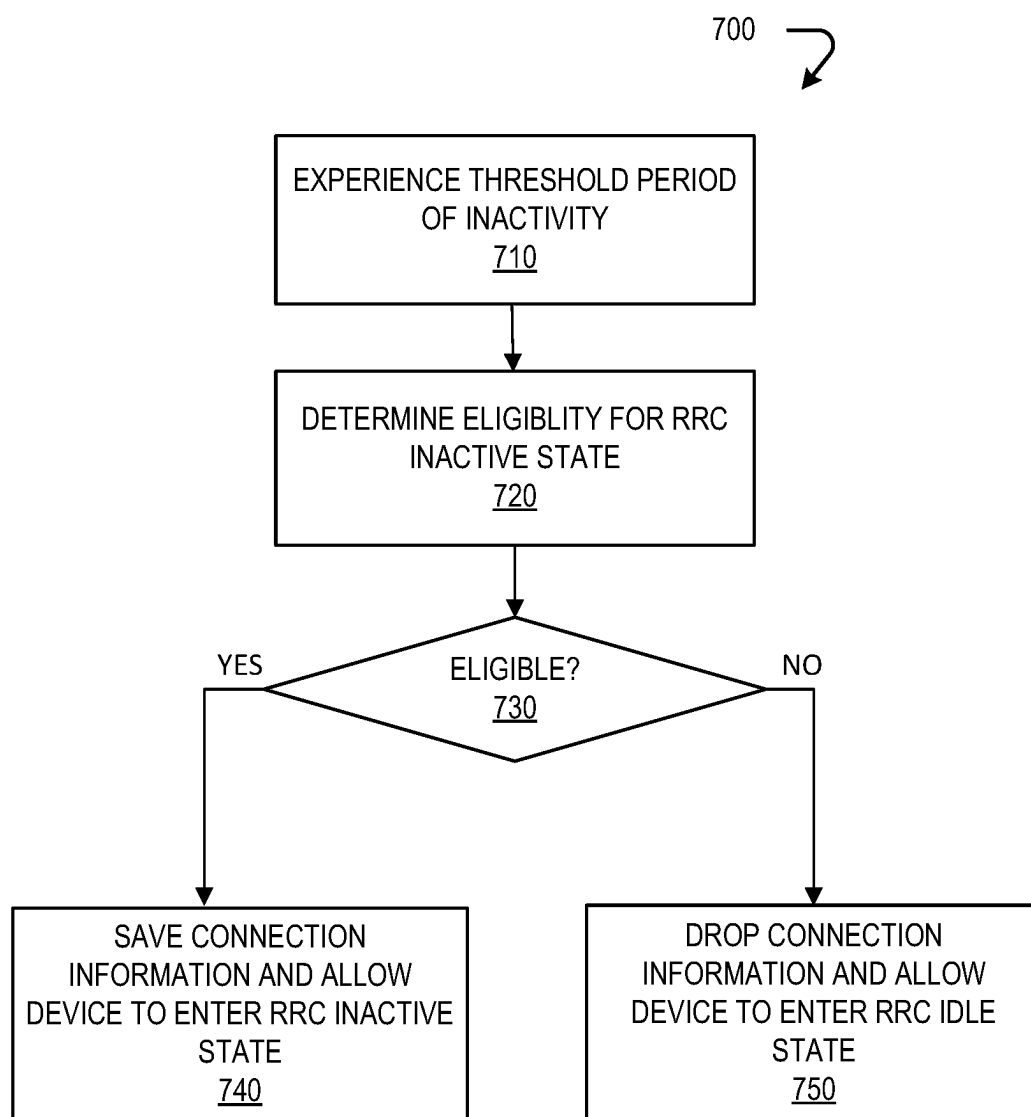 700
EXPERIENCE THRESHOLD PERIOD
OF INACTIVITY
710
DETERMINE ELIGIBLITY FOR RRC
INACTIVE STATE
720
ELIGIBLE?
730
YES
NO
SAVE CONNECTION
INFORMATION AND ALLOW
DEVICE TO ENTER RRC INACTIVE
STATE
740
DROP CONNECTION
INFORMATION AND ALLOW
DEVICE TO ENTER RRC IDLE
STATE
750